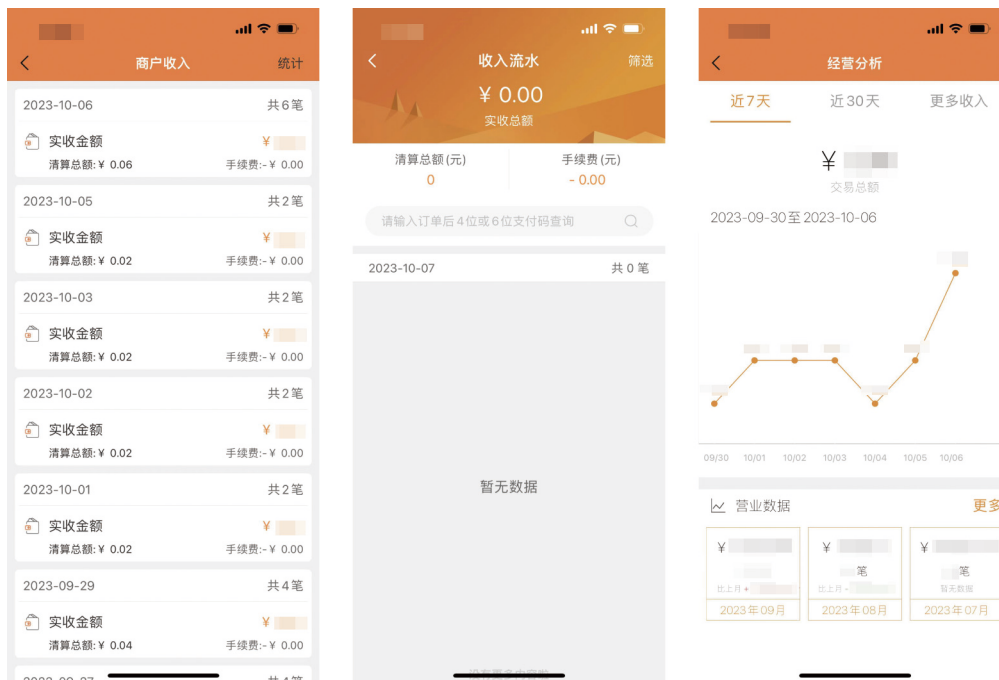 商户收入
统计
2023-10-06
共6笔
实收金额
¥
清算总额:¥ 0.06
手续费:-¥ 0.00
2023-10-05
共2笔
实收金额
¥
清算总额:¥ 0.02
手续费:-¥ 0.00
2023-10-03
共2笔
实收金额
¥
清算总额:¥ 0.02
手续费:-¥ 0.00
2023-10-02
共2笔
实收金额
¥
清算总额:¥ 0.02
手续费:-¥ 0.00
2023-10-01
共2笔
实收金额
¥
清算总额:¥ 0.02
手续费:-¥ 0.00
2023-09-29
共4笔
实收金额
¥
清算总额:¥ 0.04
手续费:-¥ 0.00
收入流水
筛选
¥ 0.00
实收总额
清算总额(元)
手续费(元)
0
- 0.00
请输入订单后4位或6位支付码查询
2023-10-07
共 0 笔
暂无数据
经营分析
近7天
近30天
更多收入
¥
交易总额
2023-09-30至2023-10-06
09/30 10/01 10/02 10/03 10/04 10/05 10/06
营业数据
更多
¥
比上月 +
2023年09月
¥
笔
比上月 -
2023年08月
¥
笔
暂无数据
2023年07月